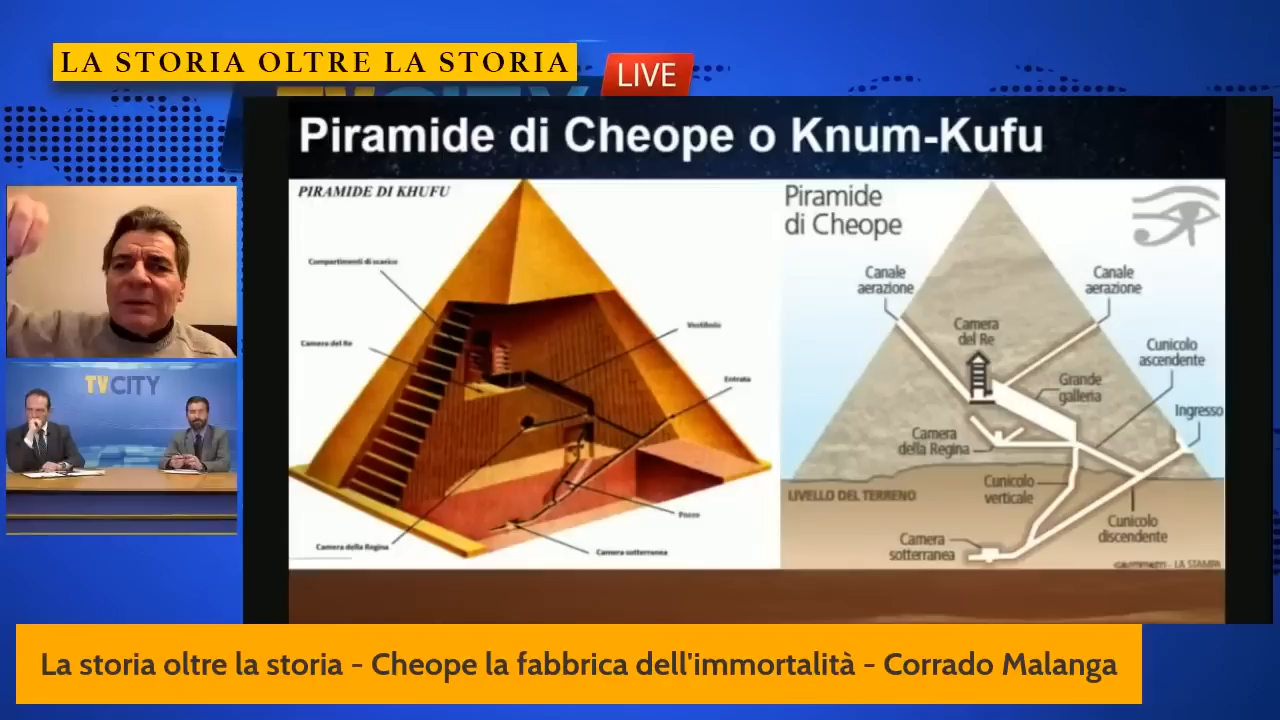 LA STORIA OLTRE LA STORIA
LIVE
TVCITY
Piramide di Cheope o Knum-Kufu
PIRAMIDE DI KHUFU
Compartimenti di scarico
Camera del Re
Vestibolo
Entrata
Pozzo
Camera della Regina
Camera sotterranea
Piramide
di Cheope
Canale
aerazione
Canale
aerazione
Camera
del Re
Cunicolo
ascendente
Grande
galleria
Ingresso
Camera
della Regina
Cunicolo
verticale
LIVELLO DEL TERRENO
Cunicolo
discendente
Camera
sotterranea
- LA STAMPA
TVCITY
La storia oltre la storia - Cheope la fabbrica dell'immortalità - Corrado Malanga